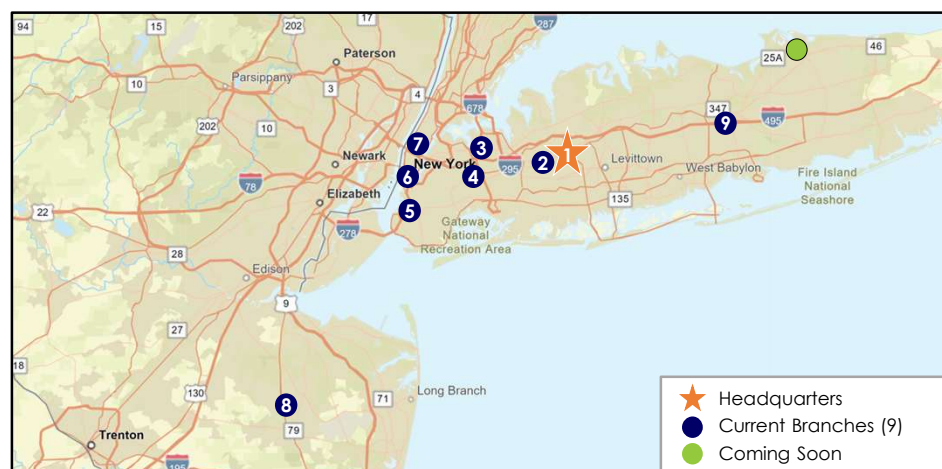 94
15
202
17
287
Paterson
25A
46
Parsippany
10
3
4
678
347
202
10
7
9
495
Newark
New York
3
1
2
295
Levittown
78
6
4
West Babylon
Fire Island
National
Seashore
Elizabeth
135
22
5
278
Gateway
National
Recreation Area
28
Edison
9
27
18
130
8
71
Long Branch
79
Trenton
195
Headquarters
Current Branches (9)
Coming Soon